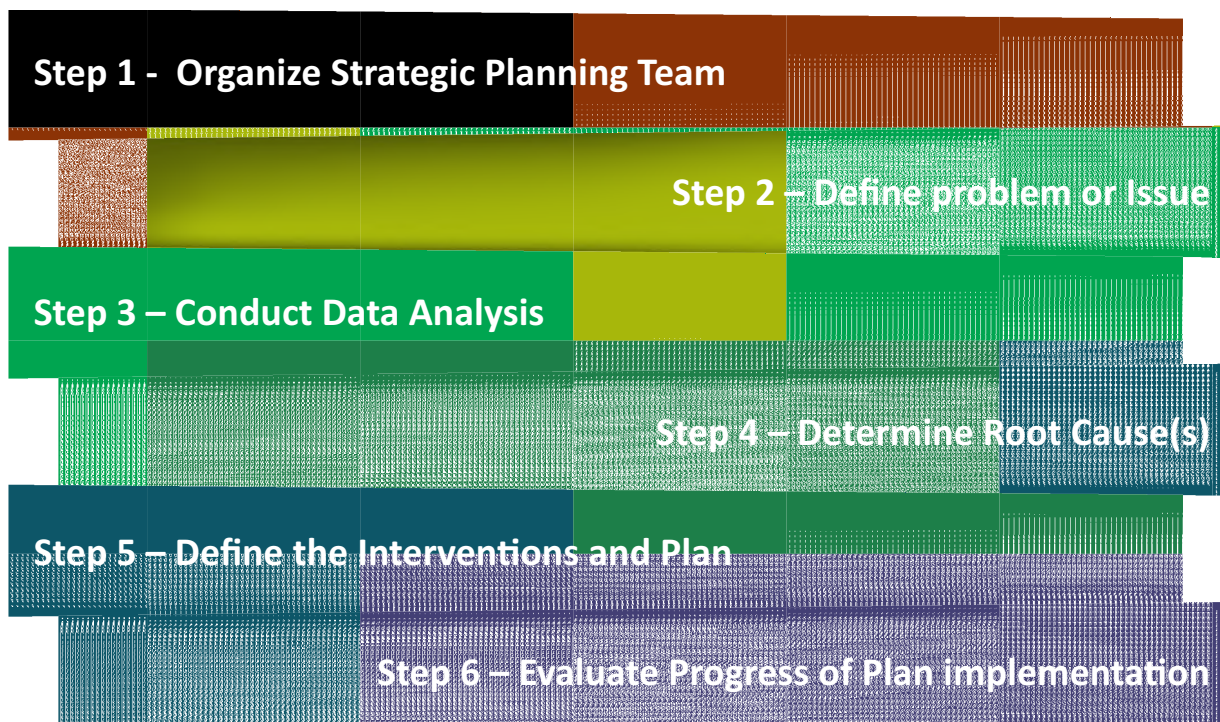 Step 1 - Organize Strategic Planning Team
Step 2 – Define problem or Issue
Step 3 – Conduct Data Analysis
Step 4 – Determine Root Cause(s)
Step 5 – Define the Interventions and Plan
Step 6 – Evaluate Progress of Plan implementation